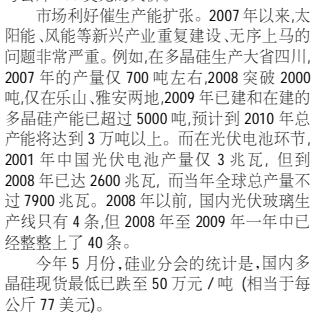 市场利好催生产能扩张。2007 年以来,太
阳能、风能等新兴产业重复建设、无序上马的
问题非常严重。例如,在多晶硅生产大省四川,
2007 年的产量仅 700 吨左右,2008 突破 2000
吨,仅在乐山、雅安两地,2009 年已建和在建的
多晶硅产能已超过 5000 吨,预计到 2010 年总
产能将达到 3 万吨以上。而在光伏电池环节,
2001 年中国光伏电池产量仅 3 兆瓦, 但到
2008 年已达 2600 兆瓦, 而当年全球总产量不
过 7900 兆瓦。2008 年以前, 国内光伏玻璃生
产线只有 4 条,但 2008 年至 2009 年一年中已
经整整上了 40 条。
今年 5 月份,硅业分会的统计是,国内多
晶硅现货最低已跌至 50 万元 / 吨 (相当于每
公斤 77 美元)。